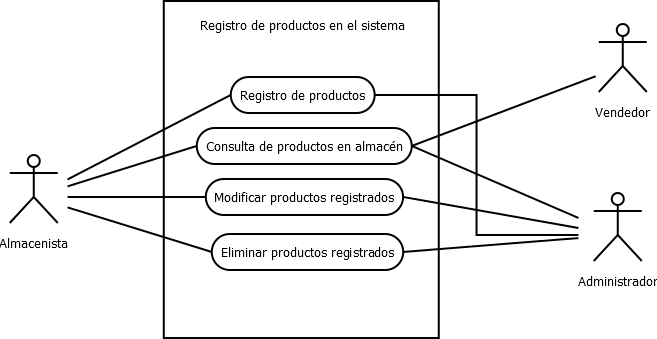 Registro de productos en el sistema
Registro de productos
Consulta de productos en almacén
Modificar productos registrados
Eliminar productos registrados
Almacenista
Vendedor
Administrador